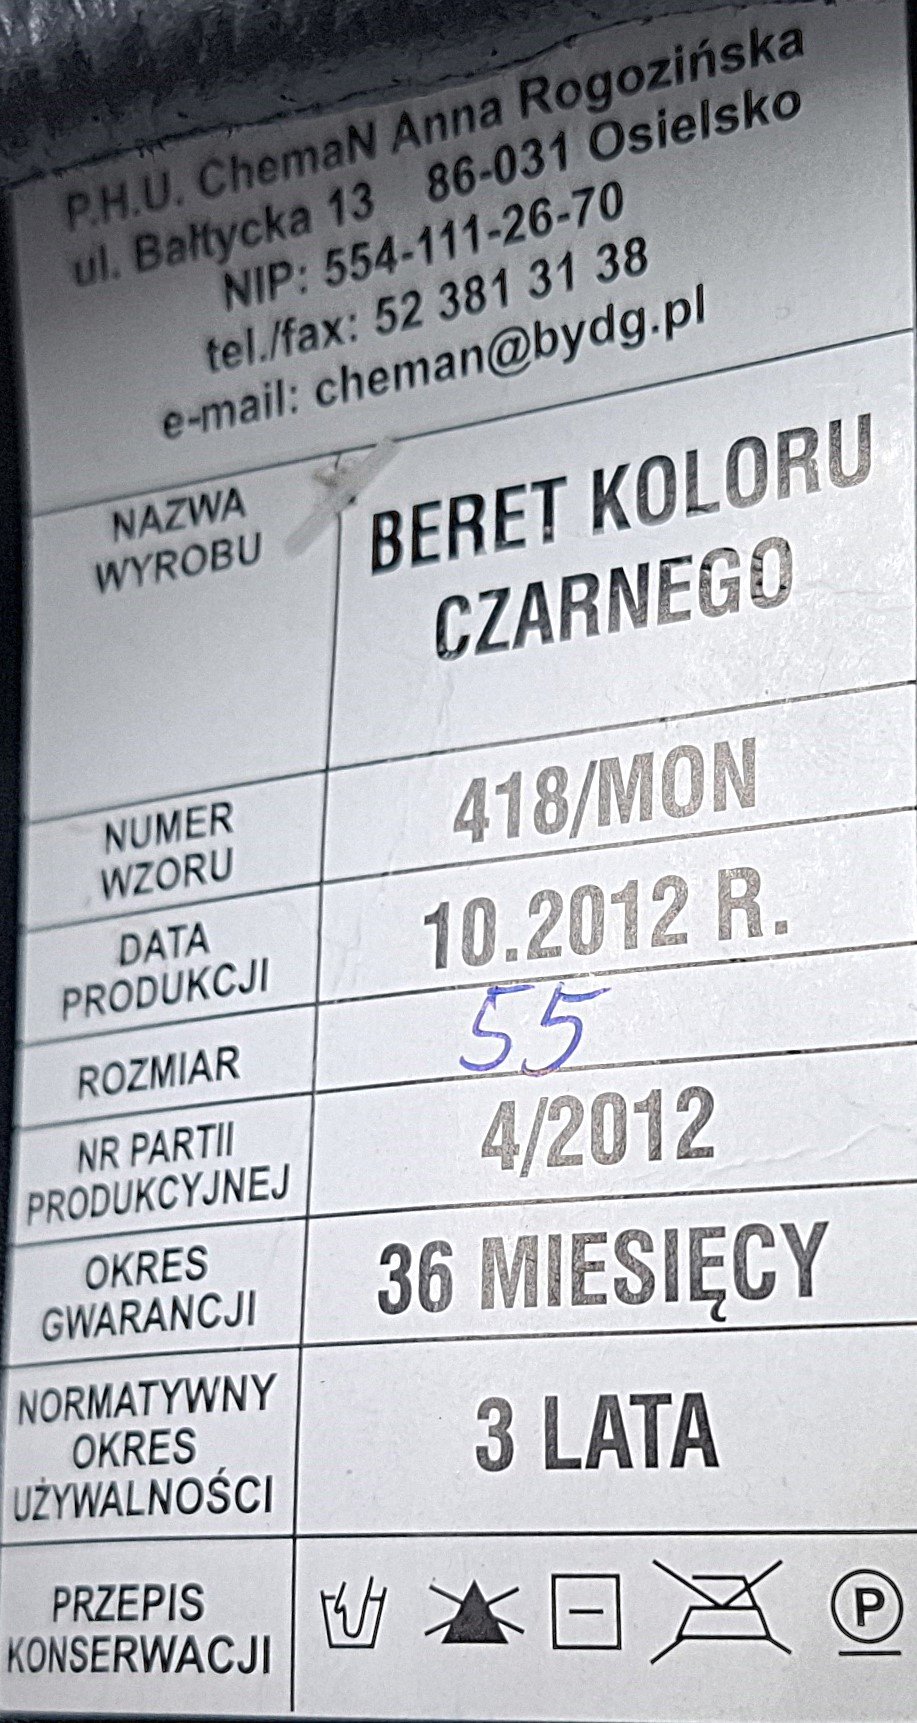 P.H.U. ChemaN Anna Rogozińska
ul. Bałtycka 13 86-031 Osielsko
NIP: 554-111-26-70
tel./fax: 52 381 31 38
e-mail: cheman@bydg.pl
NAZWA
WYROBU
BERET KOLORU
CZARNEGO
NUMER
WZORU
418/MON
DATA
PRODUKCJI
10.2012 R.
ROZMIAR
55
NR PARTII
PRODUKCYJNEJ
4/2012
OKRES
GWARANCJI
36 MIESIĘCY
NORMATYWNY
OKRES
UŻYWALNOŚCI
3 LATA
PRZEPIS
KONSERWACJI
P